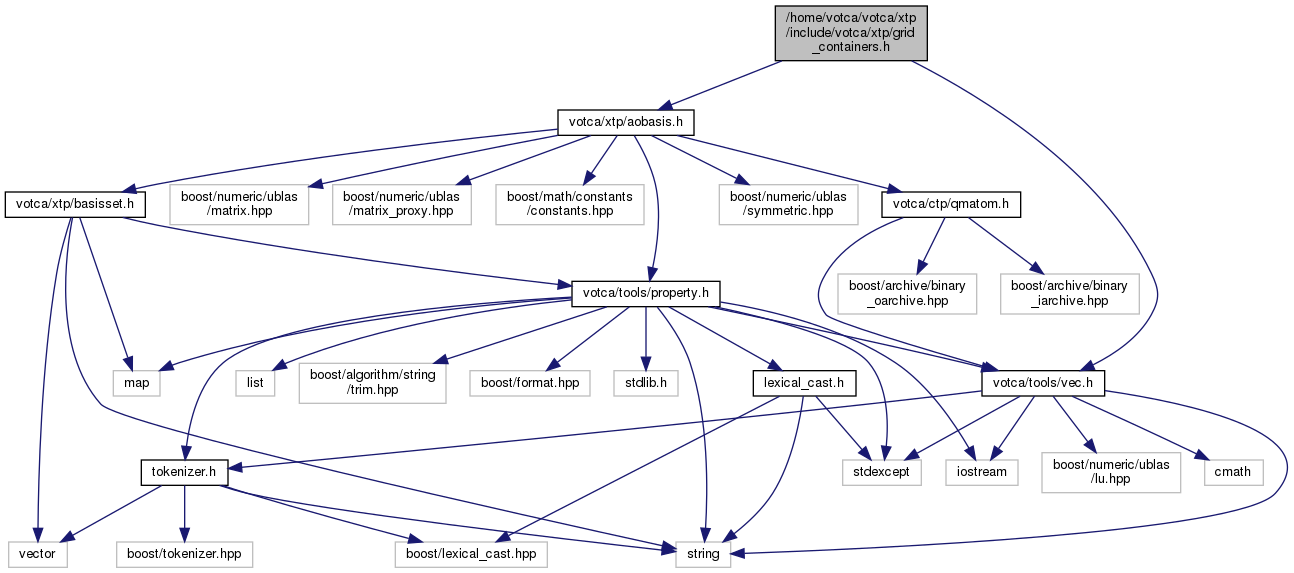 /home/votca/votca/xtp
/include/votca/xtp/grid
_containers.h
votca/xtp/aobasis.h
votca/xtp/basisset.h
boost/numeric/ublas
/matrix.hpp
boost/numeric/ublas
/matrix_proxy.hpp
boost/math/constants
/constants.hpp
boost/numeric/ublas
/symmetric.hpp
votca/ctp/qmatom.h
votca/tools/property.h
boost/archive/binary
_oarchive.hpp
boost/archive/binary
_iarchive.hpp
map
list
boost/algorithm/string
/trim.hpp
boost/format.hpp
stdlib.h
lexical_cast.h
votca/tools/vec.h
tokenizer.h
stdexcept
iostream
boost/numeric/ublas
/lu.hpp
cmath
vector
boost/tokenizer.hpp
boost/lexical_cast.hpp
string